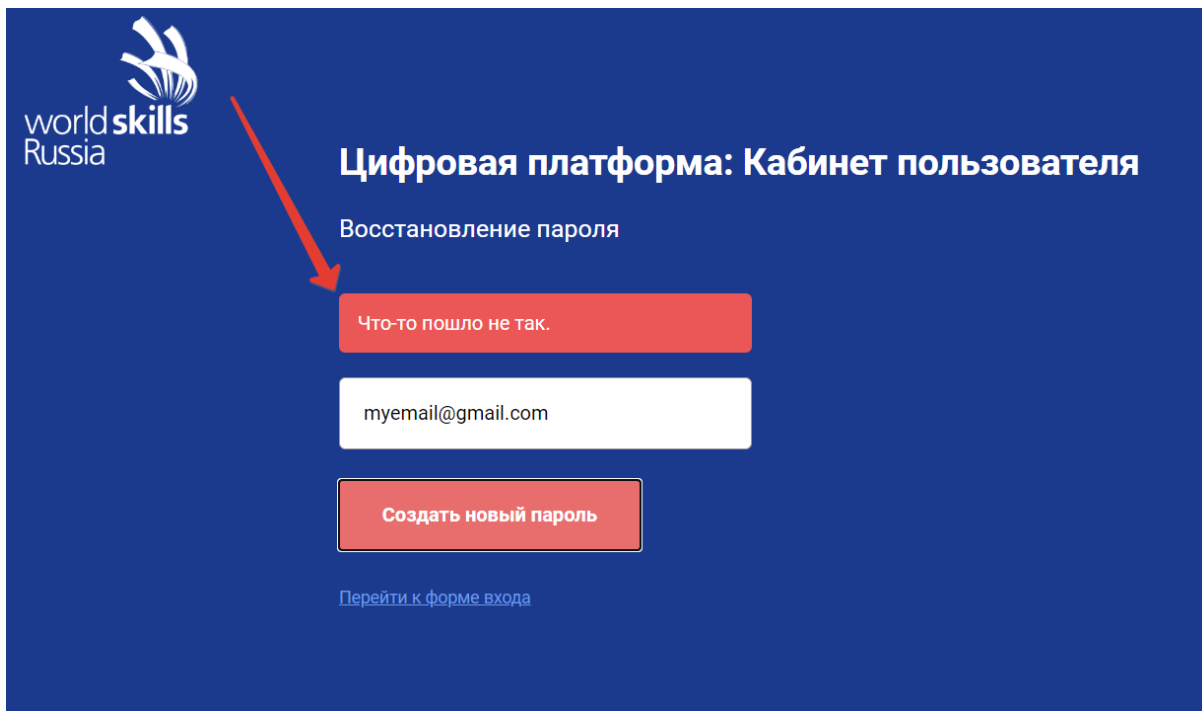 world skills
Russia
Цифровая платформа: Кабинет пользователя
Восстановление пароля
Что-то пошло не так.
myemail@gmail.com
Создать новый пароль
Перейти к форме входа